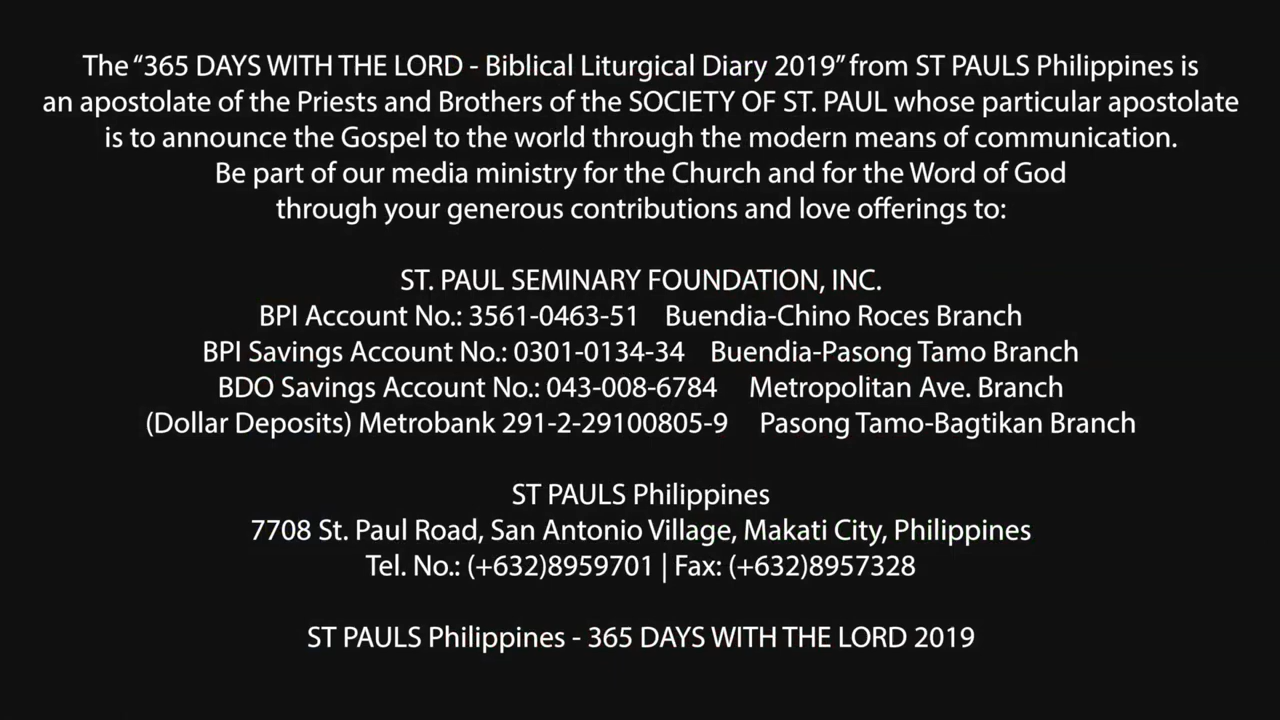 The “365 DAYS WITH THE LORD - Biblical Liturgical Diary 2019” from ST PAULS Philippines is
an apostolate of the Priests and Brothers of the SOCIETY OF ST. PAUL whose particular apostolate
is to announce the Gospel to the world through the modern means of communication.
Be part of our media ministry for the Church and for the Word of God
through your generous contributions and love offerings to:
ST. PAUL SEMINARY FOUNDATION, INC.
BPI Account No.: 3561-0463-51 Buendia-Chino Roces Branch
BPI Savings Account No.: 0301-0134-34 Buendia-Pasong Tamo Branch
BDO Savings Account No.: 043-008-6784 Metropolitan Ave. Branch
(Dollar Deposits) Metrobank 291-2-29100805-9 Pasong Tamo-Bagtikan Branch
ST PAULS Philippines
7708 St. Paul Road, San Antonio Village, Makati City, Philippines
Tel. No.: (+632)8959701 | Fax: (+632)8957328
ST PAULS Philippines - 365 DAYS WITH THE LORD 2019